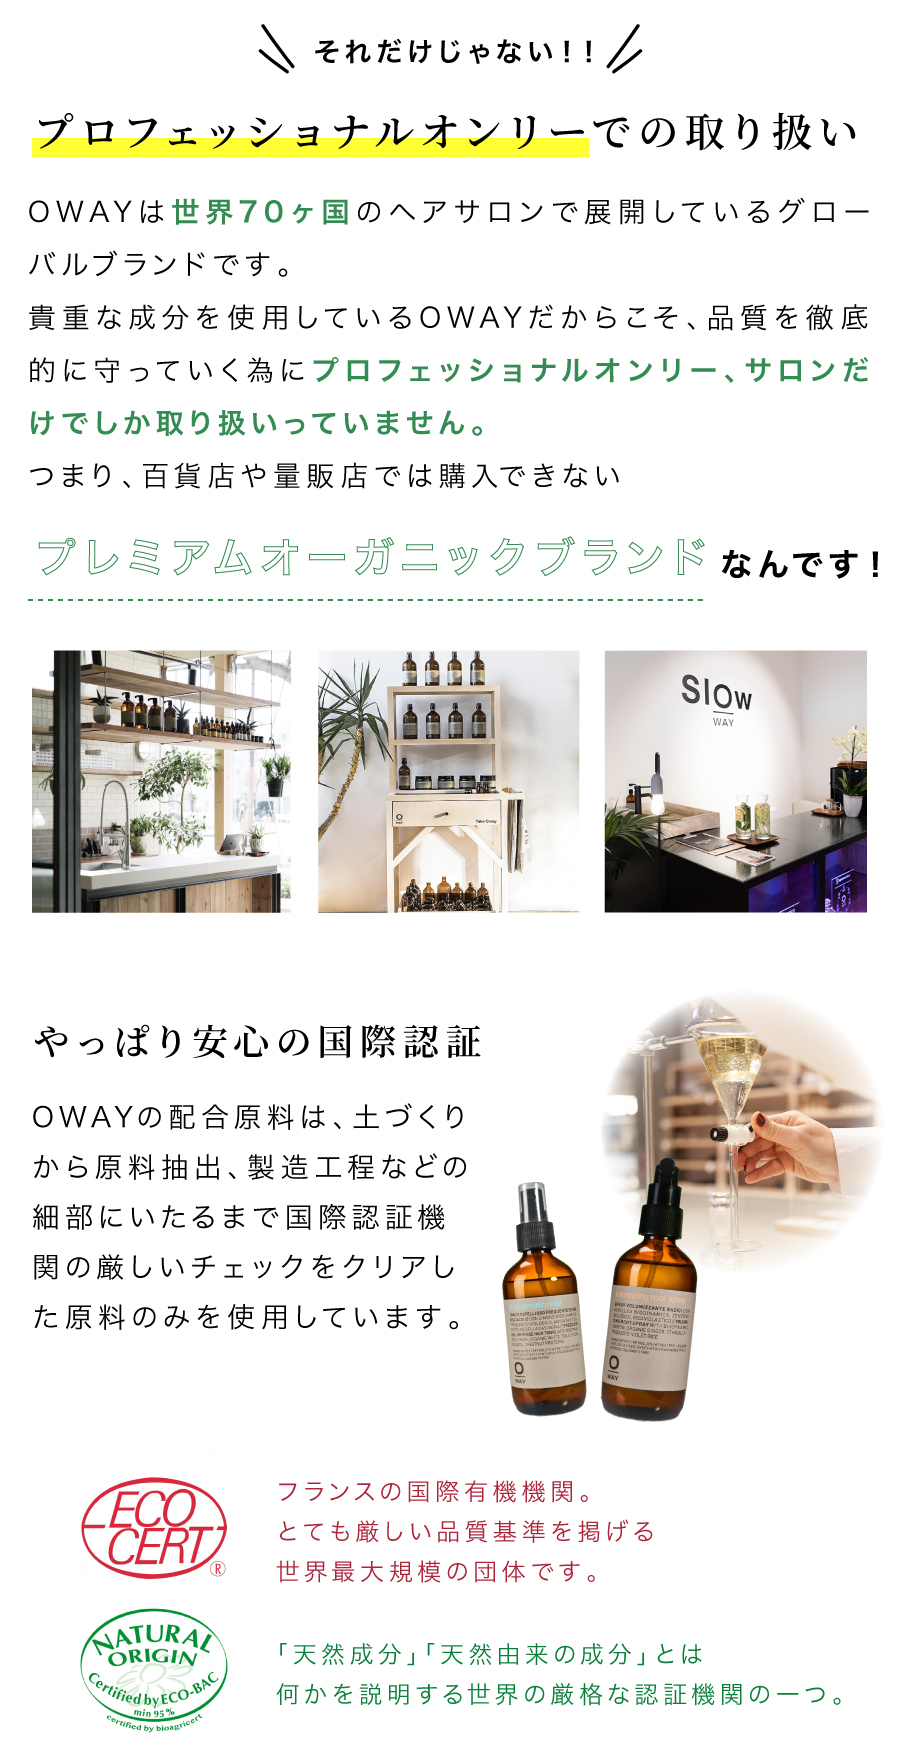 それだけじゃない！！
プロフェッショナルオンリーでの取り扱い
OWAYは世界70ヶ国のヘアサロンで展開しているグロー
バルブランドです。
貴重な成分を使用しているOWAYだからこそ、品質を徹底
的に守っていく為にプロフェッショナルオンリー、サロンだ
けでしか取り扱いっていません。
つまり、百貨店や量販店では購入できない
プレミアムオーガニックブランド なんです！
Slow
WAY
Take Oway
やっぱり安心の国際認証
OWAYの配合原料は、土づくり
から原料抽出、製造工程などの
細部にいたるまで国際認証機
関の厳しいチェックをクリアし
た原料のみを使用しています。
volumizing root spray
SPRAY VOLUMIZZANTE RADICI CON
O
WAY
O
WAY
ECO
CERT®
フランスの国際有機機関。
とても厳しい品質基準を掲げる
世界最大規模の団体です。
NATURAL
ORIGIN
Certified by ECO-BAC
min 95%
certified by bioagricert
「天然成分」「天然由来の成分」とは
何かを説明する世界の厳格な認証機関の一つ。